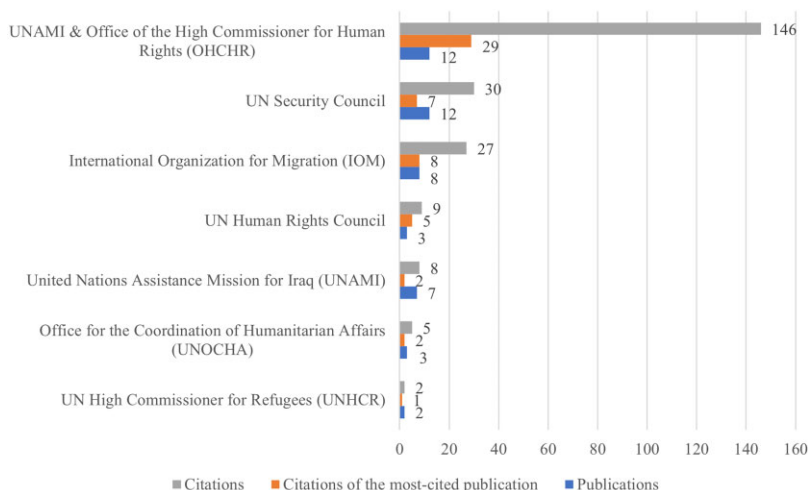 UNAMI & Office of the High Commissioner for Human
Rights (OHCHR)
146
29
12
UN Security Council
30
7
12
International Organization for Migration (IOM)
27
8
8
UN Human Rights Council
9
5
3
United Nations Assistance Mission for Iraq (UNAMI)
8
2
7
Office for the Coordination of Humanitarian Affairs
(UNOCHA)
5
2
3
UN High Commissioner for Refugees (UNHCR)
2
1
2
0 20 40 60 80 100 120 140 160
Citations Citations of the most-cited publication Publications